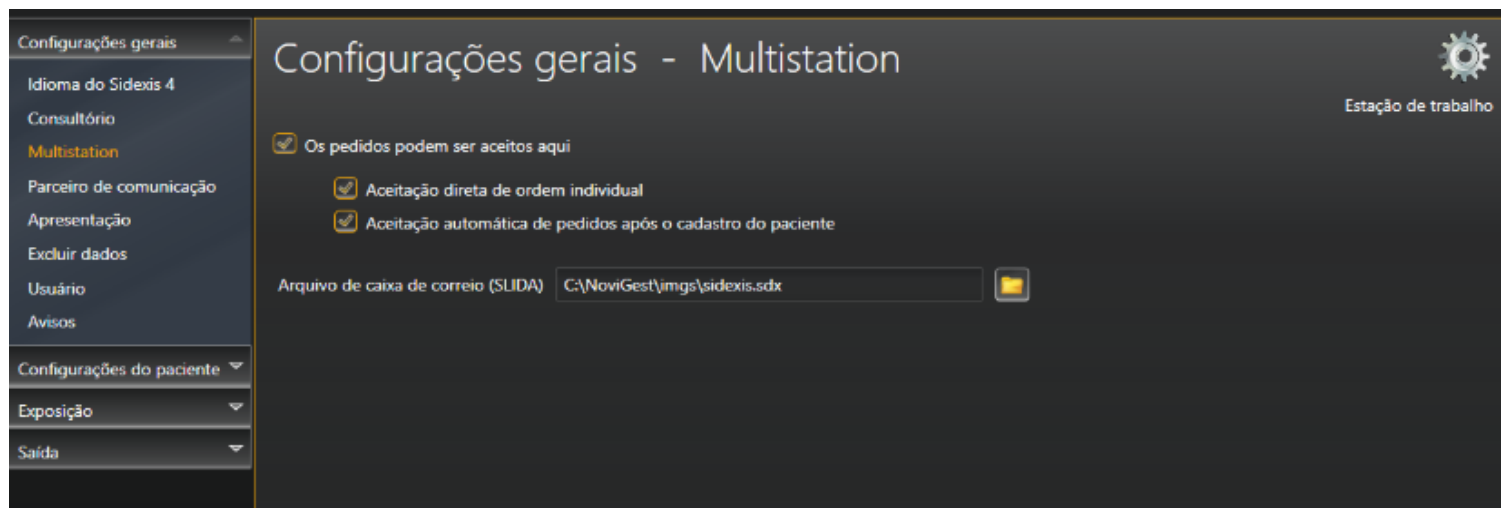 Configurações gerais
Idioma do Sidexis 4
Consultório
Multistation
Parceiro de comunicação
Apresentação
Excluir dados
Usuário
Avisos
Configurações do paciente
Exposição
Saída
Configurações gerais - Multistation
Estação de trabalho
Os pedidos podem ser aceitos aqui
Aceitação direta de ordem individual
Aceitação automática de pedidos após o cadastro do paciente
Arquivo de caixa de correio (SLIDA) C:\NoviGest\imgs\sidexis.sdx